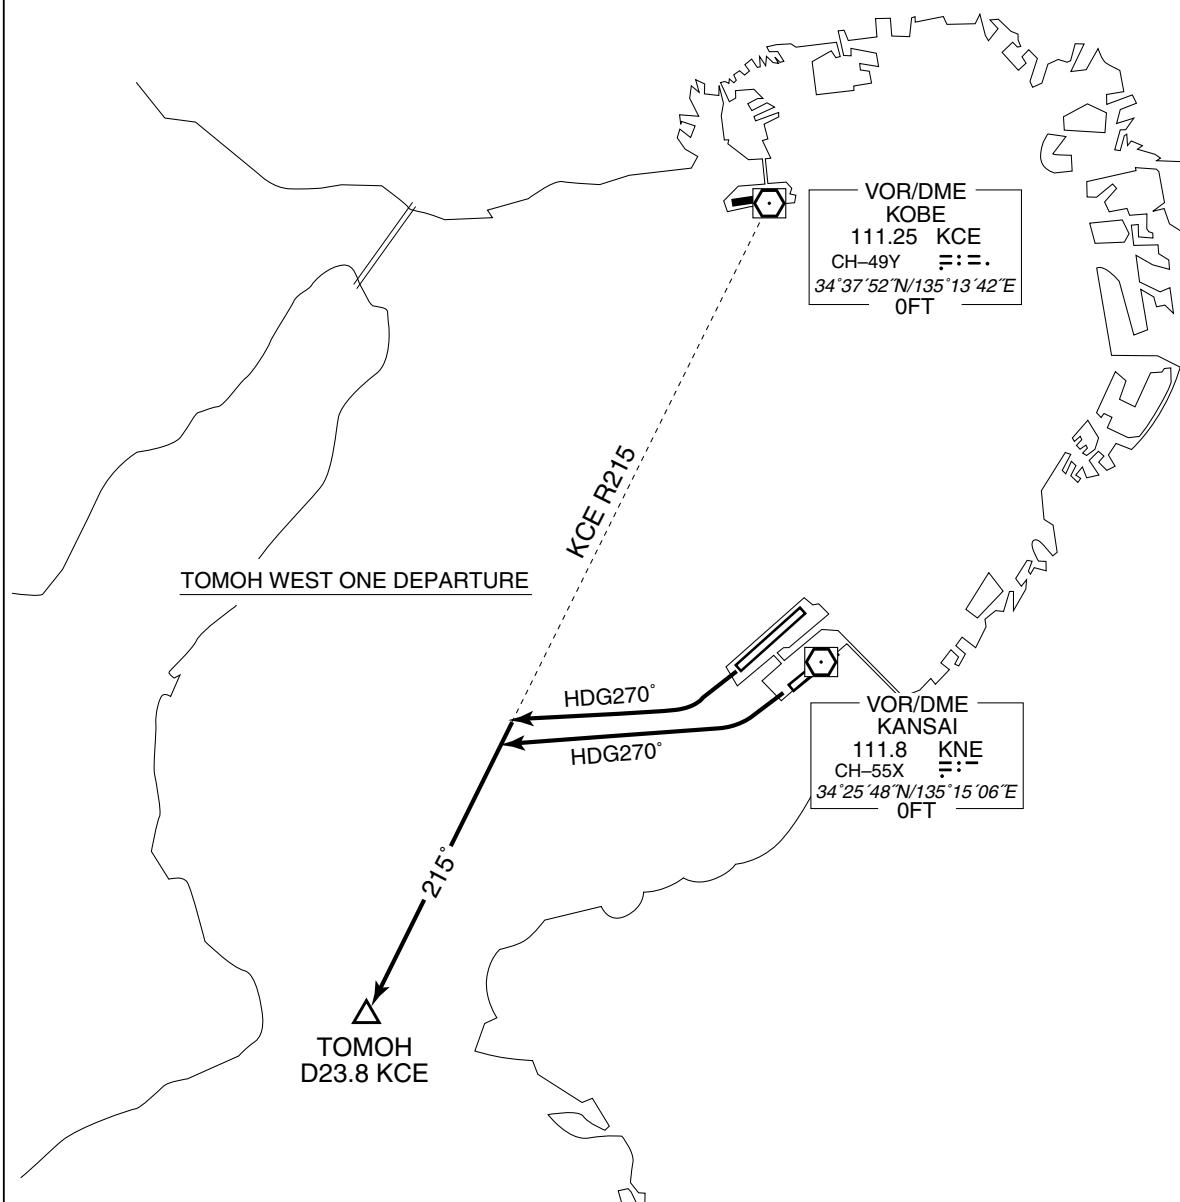 VOR/DME
KOBE
111.25 KCE
CH–49Y
34°37´52˝N/135°13´42˝E
0FT
KCE R215
TOMOH WEST ONE DEPARTURE
HDG270°
HDG270°
VOR/DME
KANSAI
111.8 KNE
CH–55X
34°25´48˝N/135°15´06˝E
0FT
215°
TOMOH
D23.8 KCE